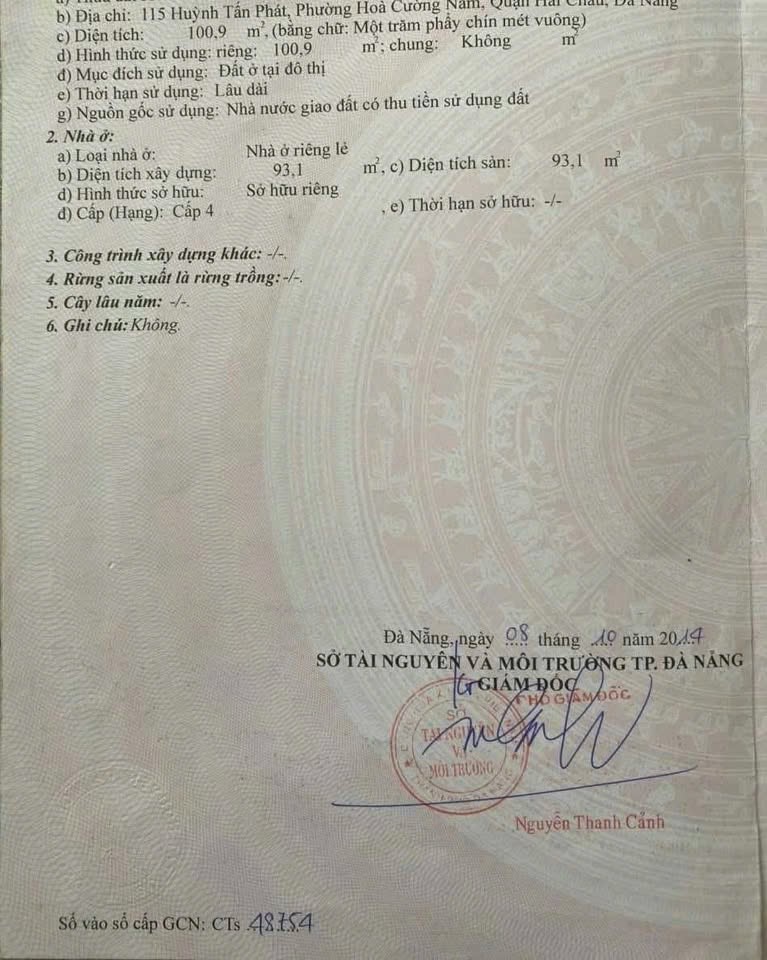 b) Địa chỉ: 115 Huỳnh Tấn Phát, Phường Hoà Cường Nam, Quận Hải Châu, Đà Nẵng
c) Diện tích: 100,9 m², (bằng chữ: Một trăm phẩy chín mét vuông)
d) Hình thức sử dụng: riêng: 100,9 m²; chung: Không m²
đ) Mục đích sử dụng: Đất ở tại đô thị
e) Thời hạn sử dụng: Lâu dài
g) Nguồn gốc sử dụng: Nhà nước giao đất có thu tiền sử dụng đất
2. Nhà ở:
a) Loại nhà ở: Nhà ở riêng lẻ
b) Diện tích xây dựng: 93,1 m², c) Diện tích sàn: 93,1 m²
d) Hình thức sở hữu: Sở hữu riêng
đ) Cấp (Hạng): Cấp 4 , e) Thời hạn sở hữu: -/-
3. Công trình xây dựng khác: -/-.
4. Rừng sản xuất là rừng trồng: -/-.
5. Cây lâu năm: -/-.
6. Ghi chú: Không.
Đà Nẵng, ngày 08 tháng 10 năm 2014
SỞ TÀI NGUYÊN VÀ MÔI TRƯỜNG TP. ĐÀ NẴNG
KT GIÁM ĐỐC
PHÓ GIÁM ĐỐC
SỞ
TÀI NGUYÊN
VÀ
MÔI TRƯỜNG
Nguyễn Thanh Cảnh
Số vào sổ cấp GCN: CTs 48754